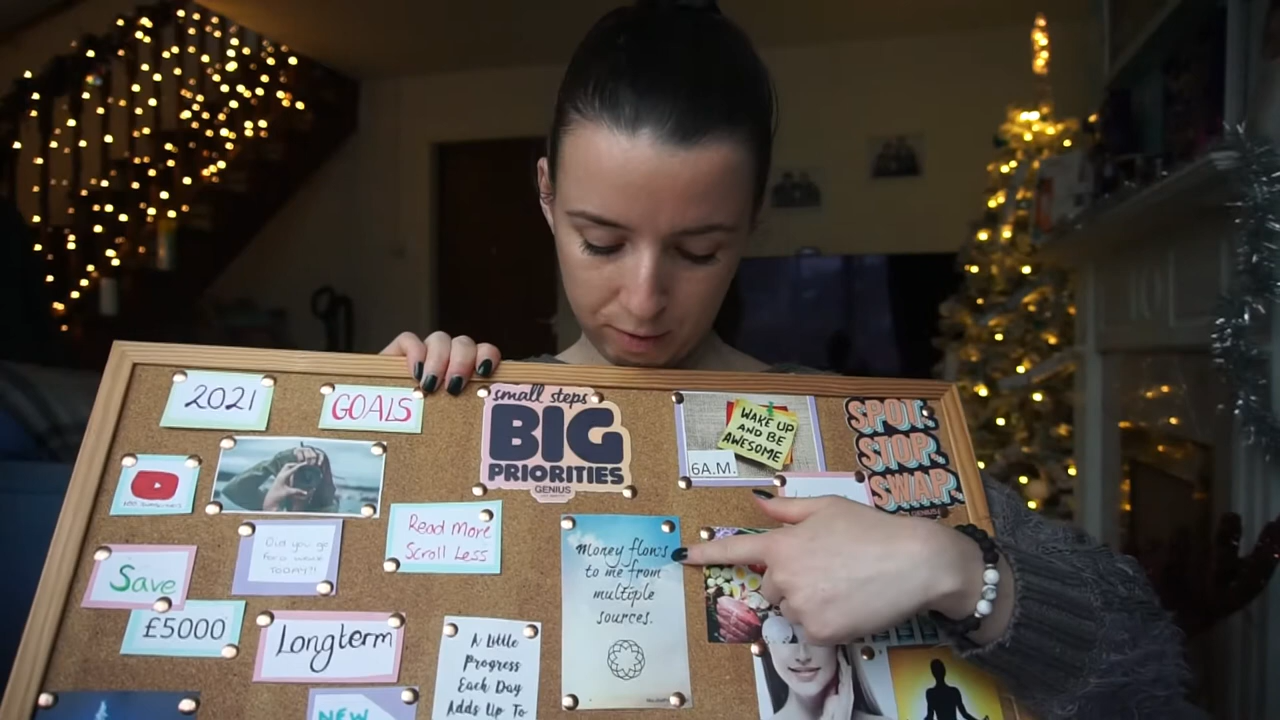 2021
GOALS
small steps
BIG
PRIORITIES
GENIUS
WAKE UP
AND BE
AWESOME
6A.M.
SPOT.
STOP.
SWAP.
Read More
Scroll Less
Did you go
for a walk
TODAY?!
Save
£5000
Longterm
NEW
A Little
Progress
Each Day
Adds Up To
Money flows
to me from
multiple
sources.